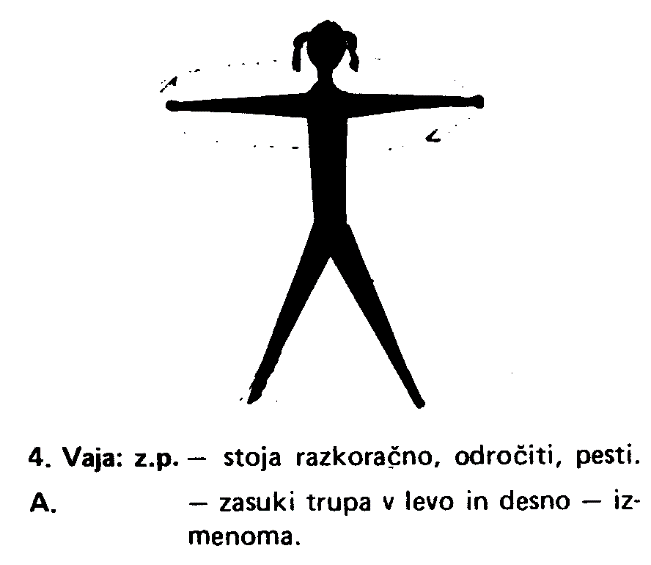 4. Vaja: z.p. — stoja razkoračno, odročiti, pesti.
A. — zasuki trupa v levo in desno — iz-
menoma.